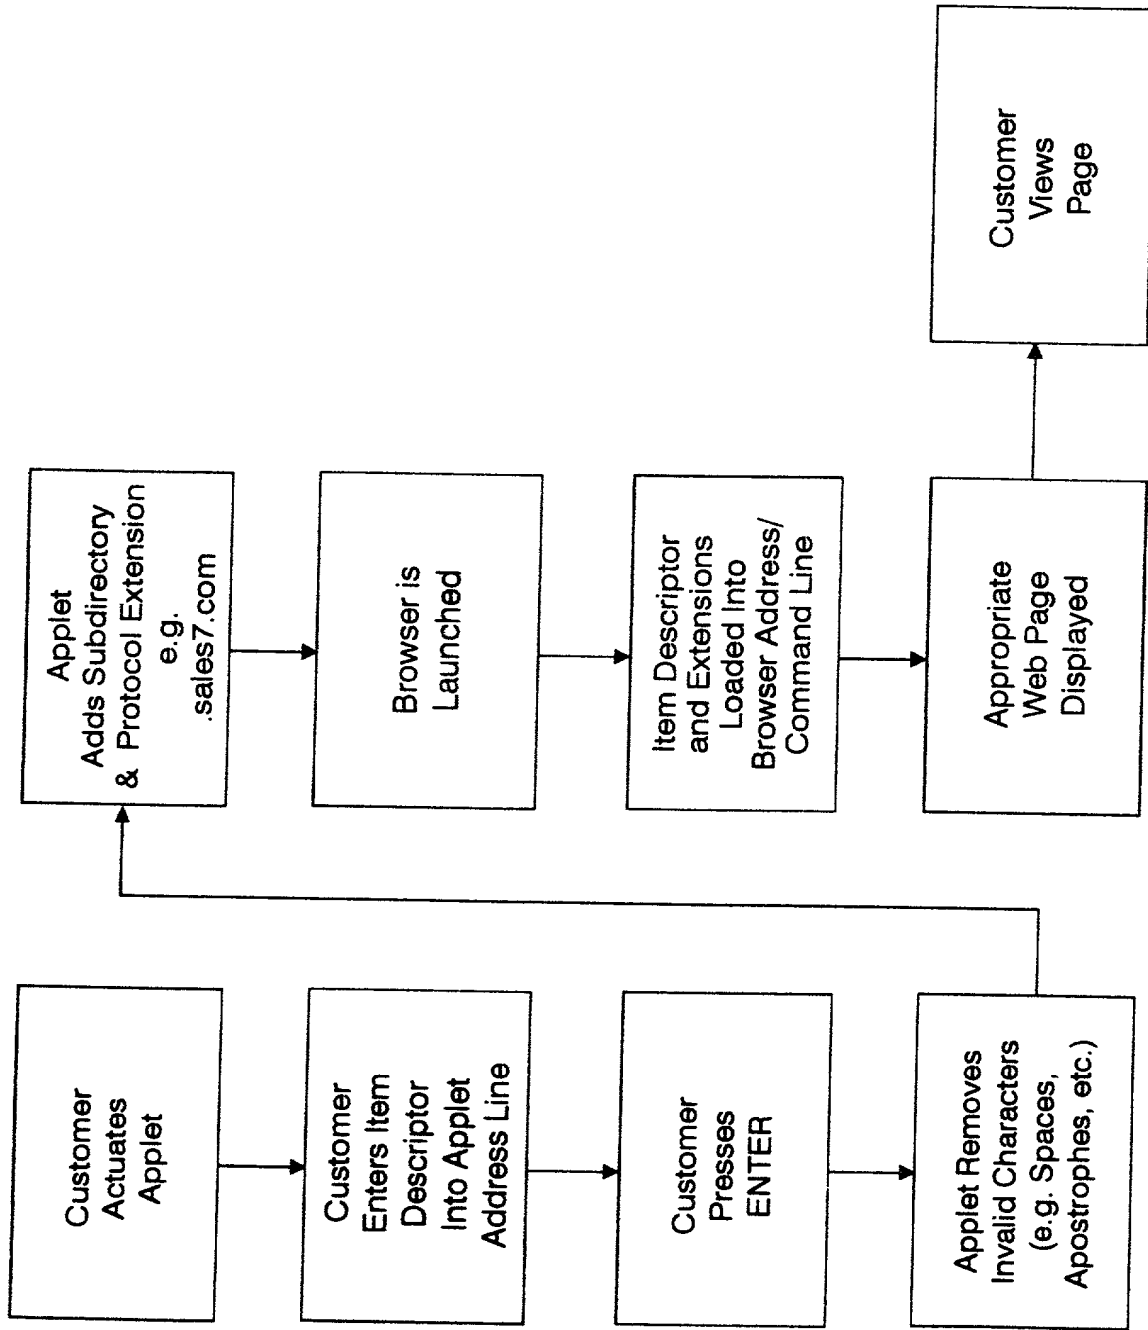 Customer
Actuates
Applet
Customer
Enters Item
Descriptor
Into Applet
Address Line
Customer
Presses
ENTER
Applet Removes
Invalid Characters
(e.g. Spaces,
Apostrophes, etc.)
Applet
Adds Subdirectory
& Protocol Extension
e.g.
.sales7.com
Browser is
Launched
Item Descriptor
and Extensions
Loaded Into
Browser Address/
Command Line
Appropriate
Web Page
Displayed
Customer
Views
Page